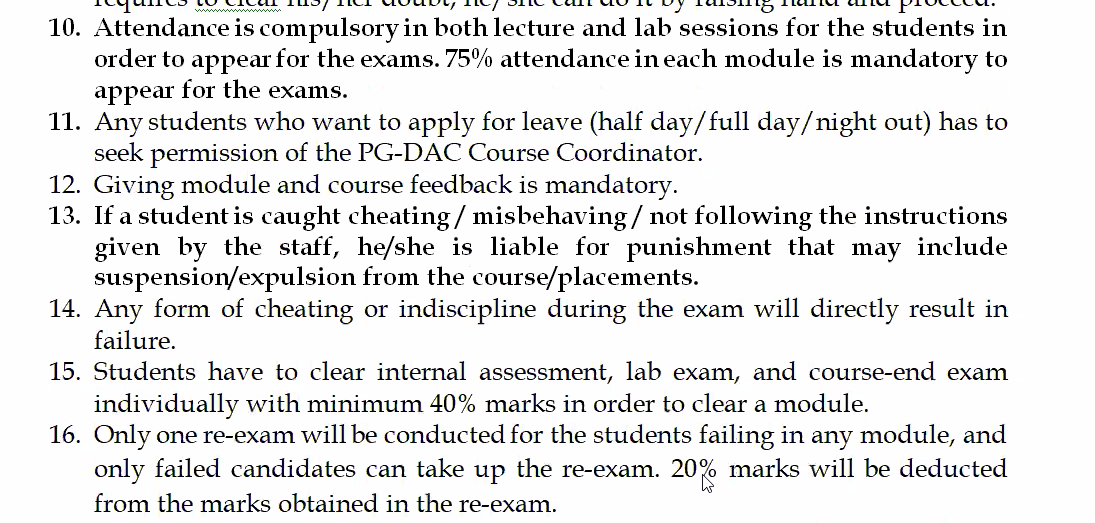 requires to clear his/her doubt, he/she can do it by raising hand and proceed.
10. Attendance is compulsory in both lecture and lab sessions for the students in
order to appear for the exams. 75% attendance in each module is mandatory to
appear for the exams.
11. Any students who want to apply for leave (half day/full day/night out) has to
seek permission of the PG-DAC Course Coordinator.
12. Giving module and course feedback is mandatory.
13. If a student is caught cheating/ misbehaving/ not following the instructions
given by the staff, he/she is liable for punishment that may include
suspension/expulsion from the course/placements.
14. Any form of cheating or indiscipline during the exam will directly result in
failure.
15. Students have to clear internal assessment, lab exam, and course-end exam
individually with minimum 40% marks in order to clear a module.
16. Only one re-exam will be conducted for the students failing in any module, and
only failed candidates can take up the re-exam. 20% marks will be deducted
from the marks obtained in the re-exam.